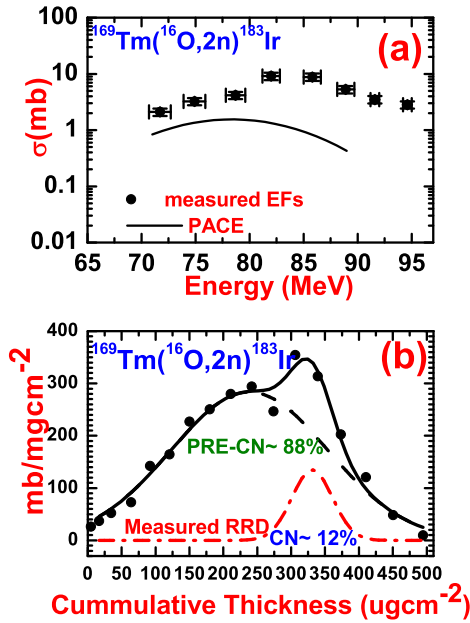 ¹⁶⁹Tm(¹⁶O,2n)¹⁸³Ir
(a)
σ(mb)
100
10
1
0.1
0.01
measured EFs
PACE
65 70 75 80 85 90 95
Energy (MeV)
¹⁶⁹Tm(¹⁶O,2n)¹⁸³Ir
(b)
mb/mgcm⁻²
400
300
200
100
0
PRE-CN~ 88%
Measured RRD
CN~ 12%
0 50 100 150 200 250 300 350 400 450 500
Cummulative Thickness (ugcm⁻²)